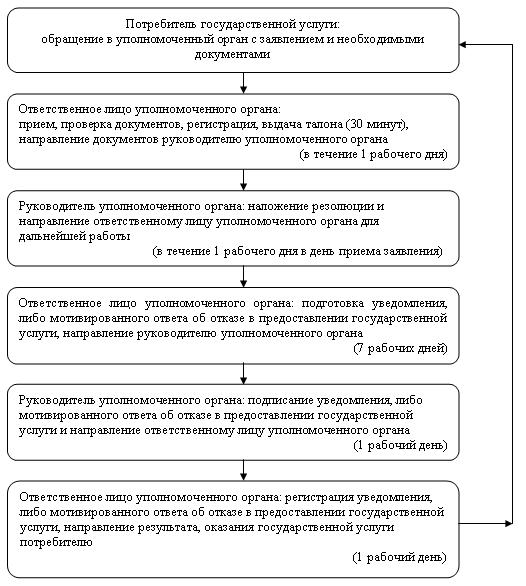 Потребитель государственной услуги:
обращение в уполномоченный орган с заявлением и необходимыми
документами
Ответственное лицо уполномоченного органа:
прием, проверка документов, регистрация, выдача талона (30 минут),
направление документов руководителю уполномоченного органа
(в течение 1 рабочего дня)
Руководитель уполномоченного органа: наложение резолюции и
направление ответственному лицу уполномоченного органа для
дальнейшей работы
(в течение 1 рабочего дня в день приема заявления)
Ответственное лицо уполномоченного органа: подготовка уведомления,
либо мотивированного ответа об отказе в предоставлении государственной
услуги, направление руководителю уполномоченного органа
(7 рабочих дней)
Руководитель уполномоченного органа: подписание уведомления, либо
мотивированного ответа об отказе в предоставлении государственной
услуги и направление ответственному лицу уполномоченного органа
(1 рабочий день)
Ответственное лицо уполномоченного органа: регистрация уведомления,
либо мотивированного ответа об отказе в предоставлении государственной
услуги, направление результата, оказания государственной услуги
потребителю
(1 рабочий день)